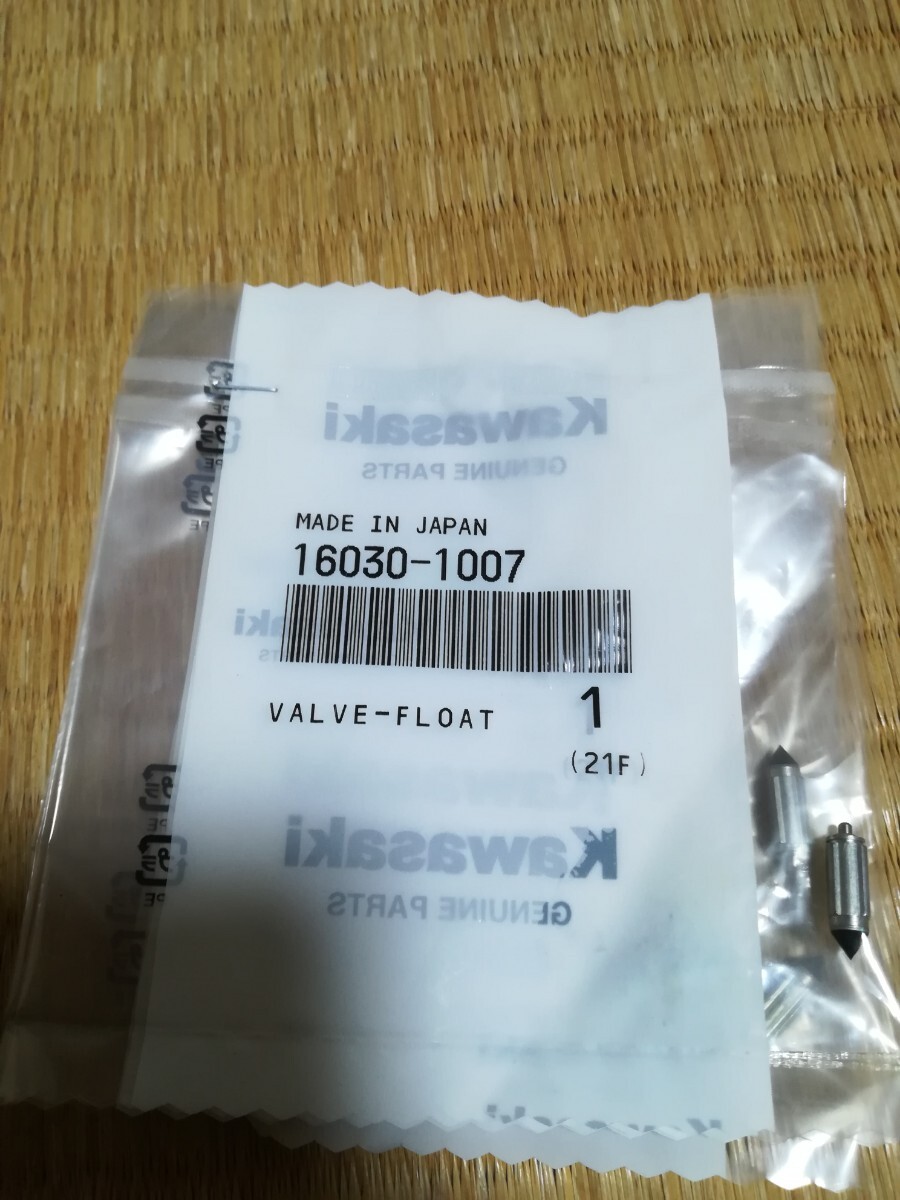 Kawasaki
GENUINE PARTS
MADE IN JAPAN
16030-1007
VALVE-FLOAT
1
(21F)
Kawasaki
GENUINE PARTS